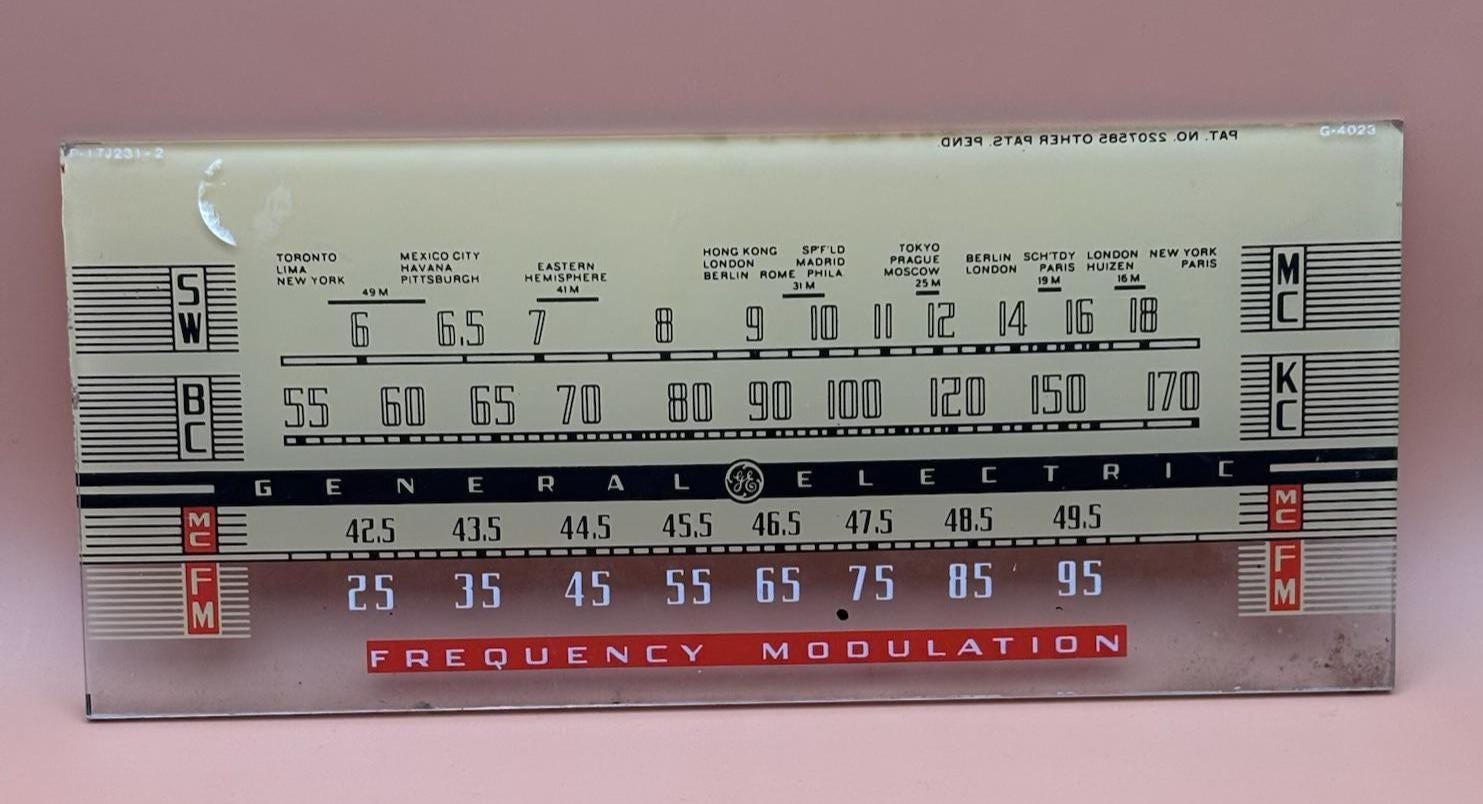 P-17J231-2
PAT. NO. 2207585 OTHER PATS. PEND.
G-4023
TORONTO
LIMA
NEW YORK
49 M
MEXICO CITY
HAVANA
PITTSBURGH
EASTERN
HEMISPHERE
41 M
HONG KONG SP'F'LD
LONDON MADRID
BERLIN ROME PHILA
31 M
TOKYO
PRAGUE
MOSCOW
25 M
BERLIN
LONDON
SCH'TDY
PARIS
19 M
LONDON
HUIZEN
16 M
NEW YORK
PARIS
SW 6 6.5 7 8 9 10 11 12 14 16 18 MC
BC 55 60 65 70 80 90 100 120 150 170 KC
GENERAL GE ELECTRIC
MC 42.5 43.5 44.5 45.5 46.5 47.5 48.5 49.5 MC
FM 25 35 45 55 65 75 85 95 FM
FREQUENCY MODULATION